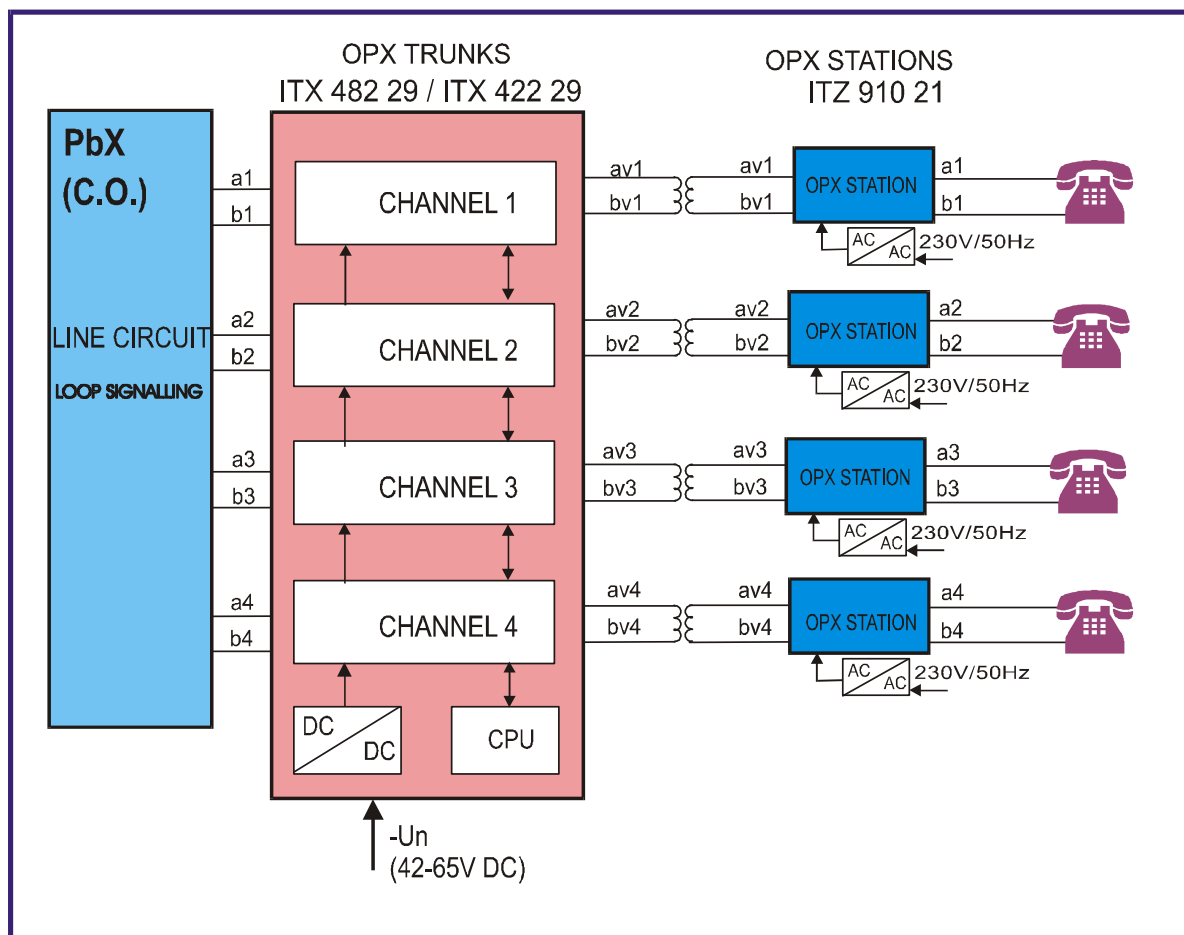 OPX TRUNKS
ITX 482 29 / ITX 422 29
OPX STATIONS
ITZ 910 21
PbX
(C.O.)
LINE CIRCUIT
LOOP SIGNALLING
a1
b1
CHANNEL 1
av1
bv1
av1
bv1
OPX STATION
a1
b1
AC
AC
230V/50Hz
a2
b2
CHANNEL 2
av2
bv2
av2
bv2
OPX STATION
a2
b2
AC
AC
230V/50Hz
a3
b3
CHANNEL 3
av3
bv3
av3
bv3
OPX STATION
a3
b3
AC
AC
230V/50Hz
a4
b4
CHANNEL 4
av4
bv4
av4
bv4
OPX STATION
a4
b4
AC
AC
230V/50Hz
DC
DC
CPU
-Un
(42-65V DC)